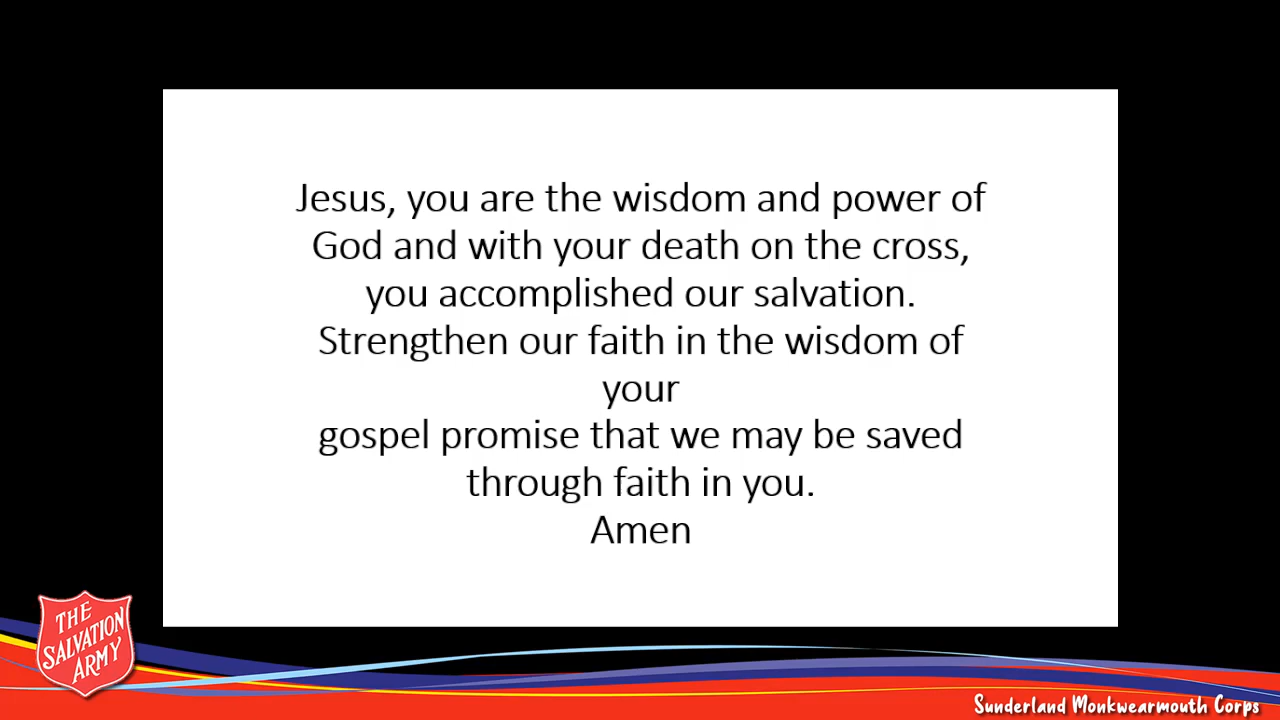 Jesus, you are the wisdom and power of
God and with your death on the cross,
you accomplished our salvation.
Strengthen our faith in the wisdom of
your
gospel promise that we may be saved
through faith in you.
Amen
THE
SALVATION
ARMY
Sunderland Monkwearmouth Corps